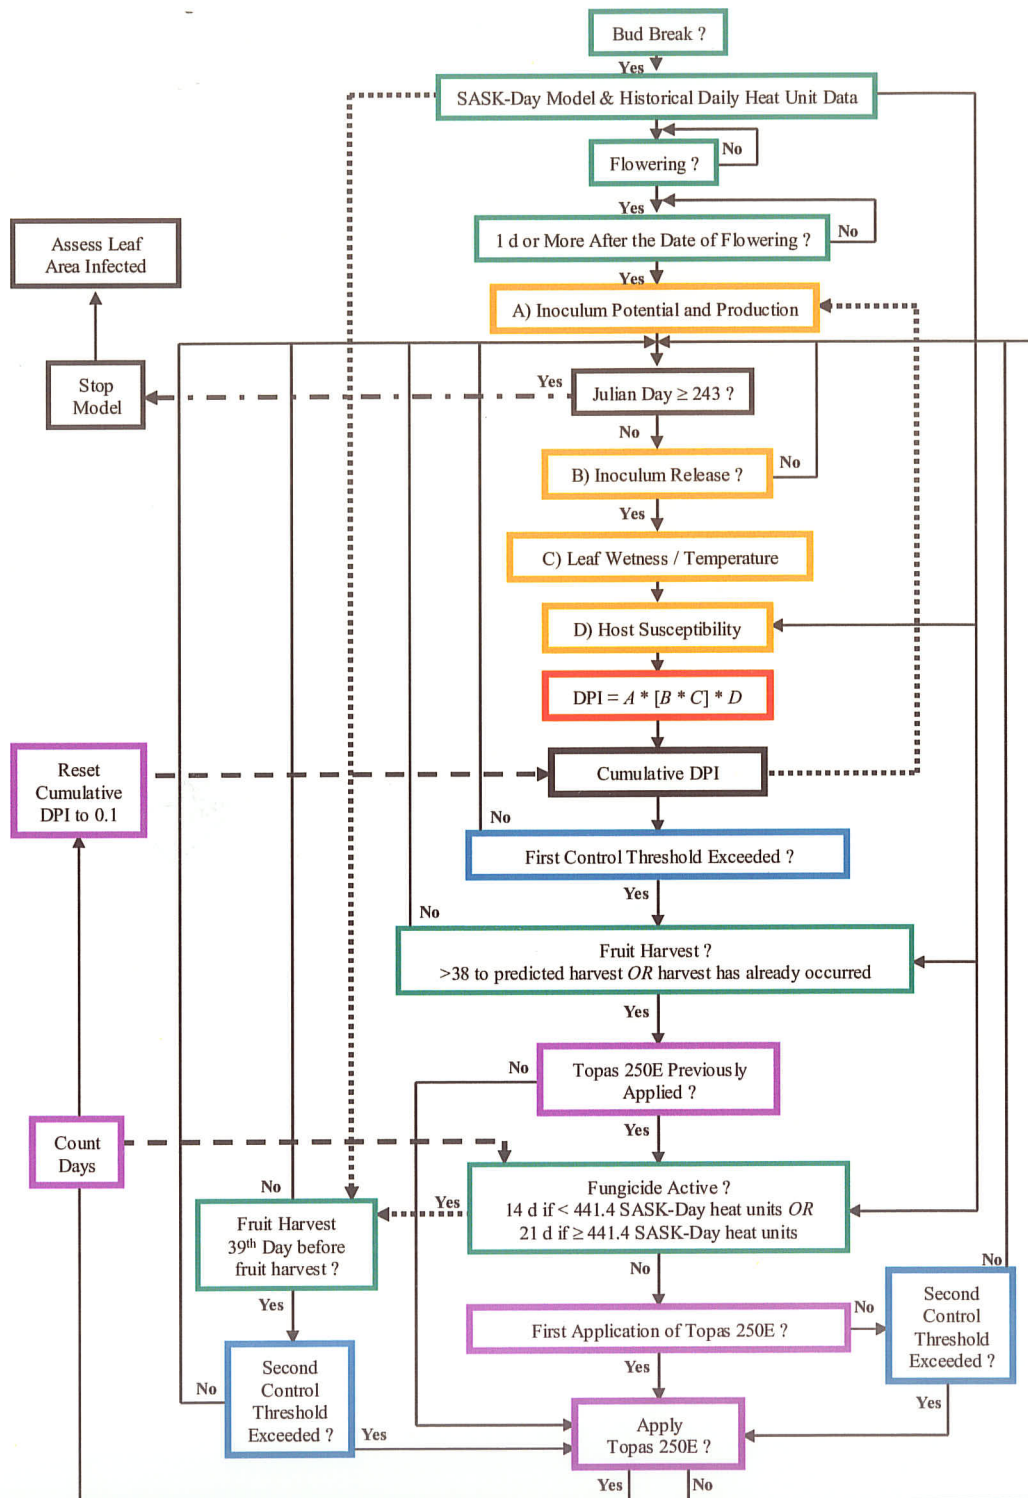 Bud Break ?
Yes
SASK-Day Model & Historical Daily Heat Unit Data
No
Flowering ?
Yes
1 d or More After the Date of Flowering ?
No
Yes
Assess Leaf
Area Infected
A) Inoculum Potential and Production
Stop
Model
Yes
Julian Day ≥ 243 ?
No
B) Inoculum Release ?
No
Yes
C) Leaf Wetness / Temperature
D) Host Susceptibility
DPI = A * [B * C] * D
Reset
Cumulative
DPI to 0.1
Cumulative DPI
No
First Control Threshold Exceeded ?
Yes
No
Fruit Harvest ?
>38 to predicted harvest OR harvest has already occurred
Yes
No
Topas 250E Previously
Applied ?
Yes
Count
Days
No
Yes
Fungicide Active ?
14 d if < 441.4 SASK-Day heat units OR
21 d if ≥ 441.4 SASK-Day heat units
Fruit Harvest
39th Day before
fruit harvest ?
No
No
Yes
First Application of Topas 250E ?
No
Second
Control
Threshold
Exceeded ?
Yes
Yes
No
Second
Control
Threshold
Exceeded ?
Yes
Apply
Topas 250E ?
Yes
No